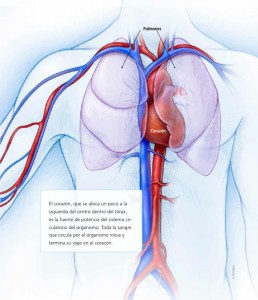 Pulmones
Corazón
El corazón, que se ubica un poco a la
izquierda del centro dentro del tórax,
es la fuente de potencia del sistema cir-
culatorio del organismo. Toda la sangre
que circula por el organismo inicia y
termina su viaje en el corazón.